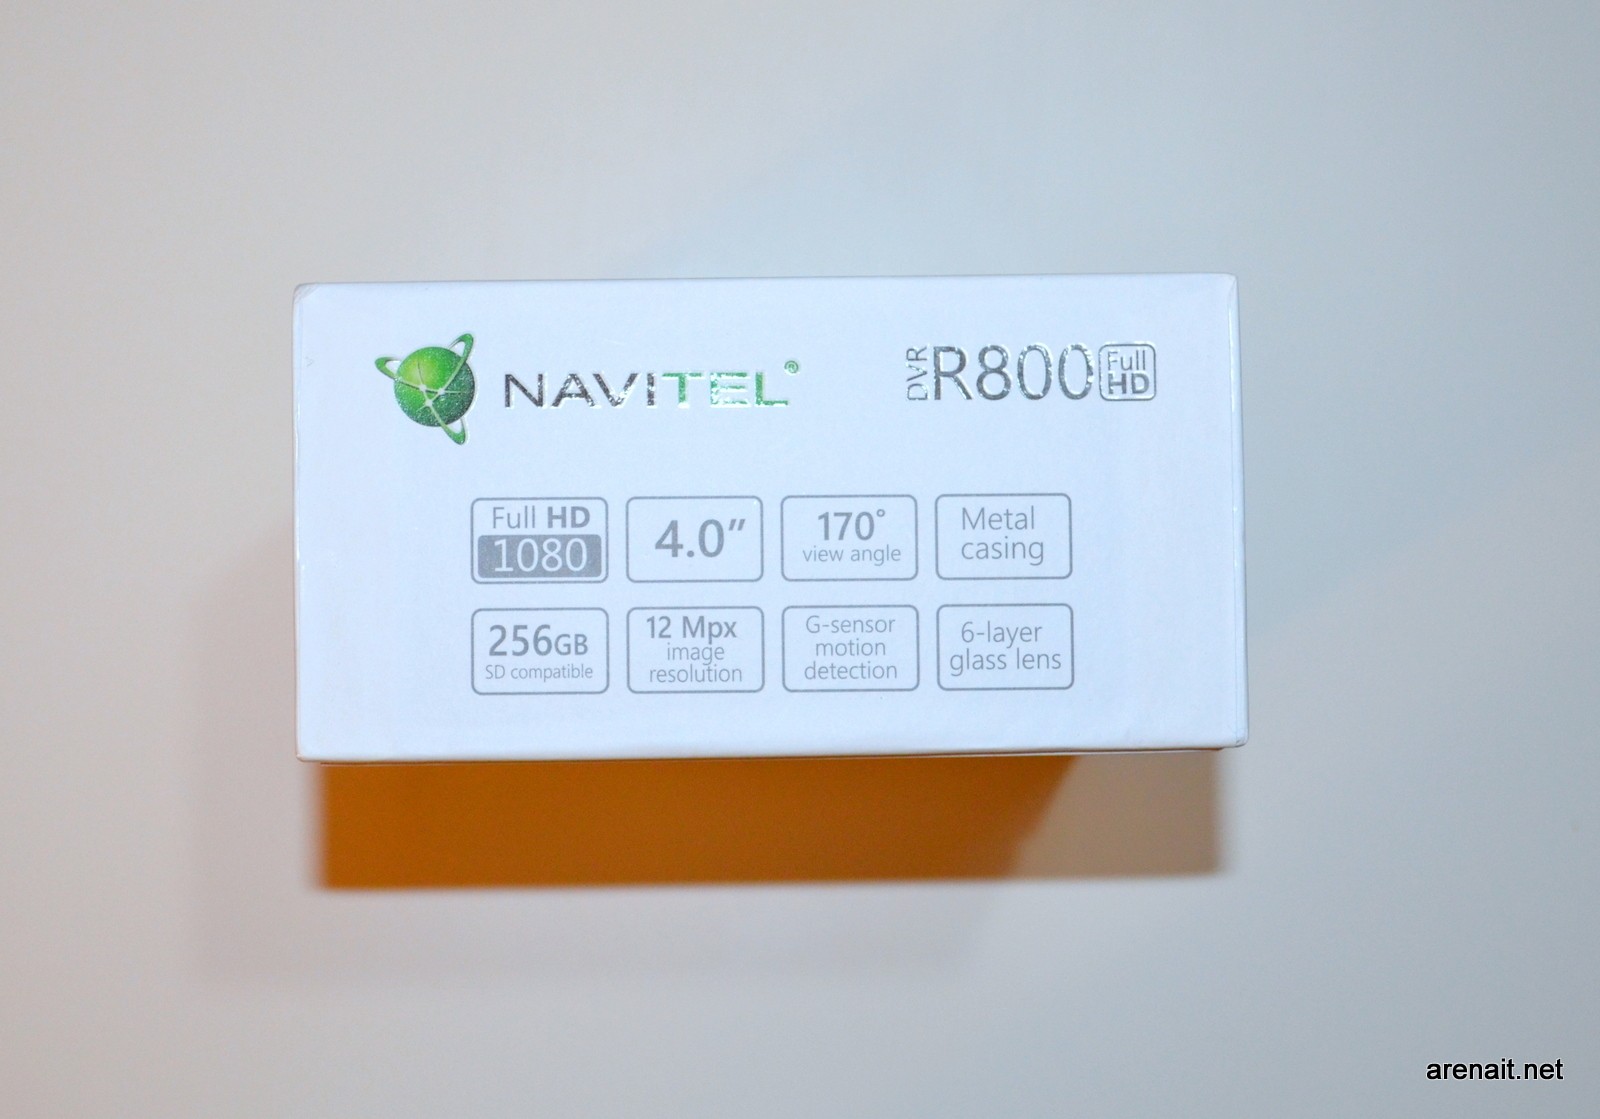 NAVITEL®
DVR R800 Full HD
Full HD
1080
4.0”
170°
view angle
Metal
casing
256GB
SD compatible
12 Mpx
image
resolution
G-sensor
motion
detection
6-layer
glass lens
arenait.net